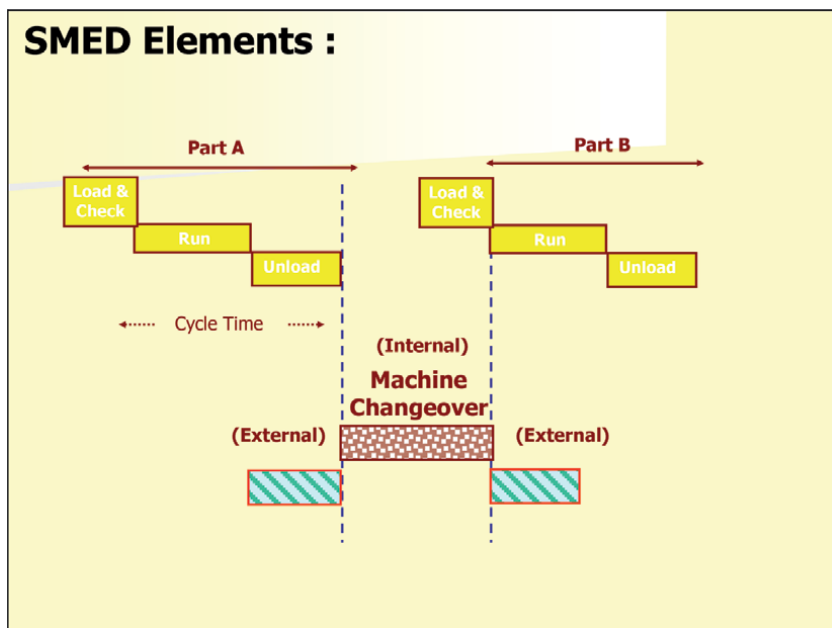 SMED Elements :
Part A
Part B
Load &
Check
Run
Unload
Load &
Check
Run
Unload
Cycle Time
(Internal)
Machine
Changeover
(External)
(External)